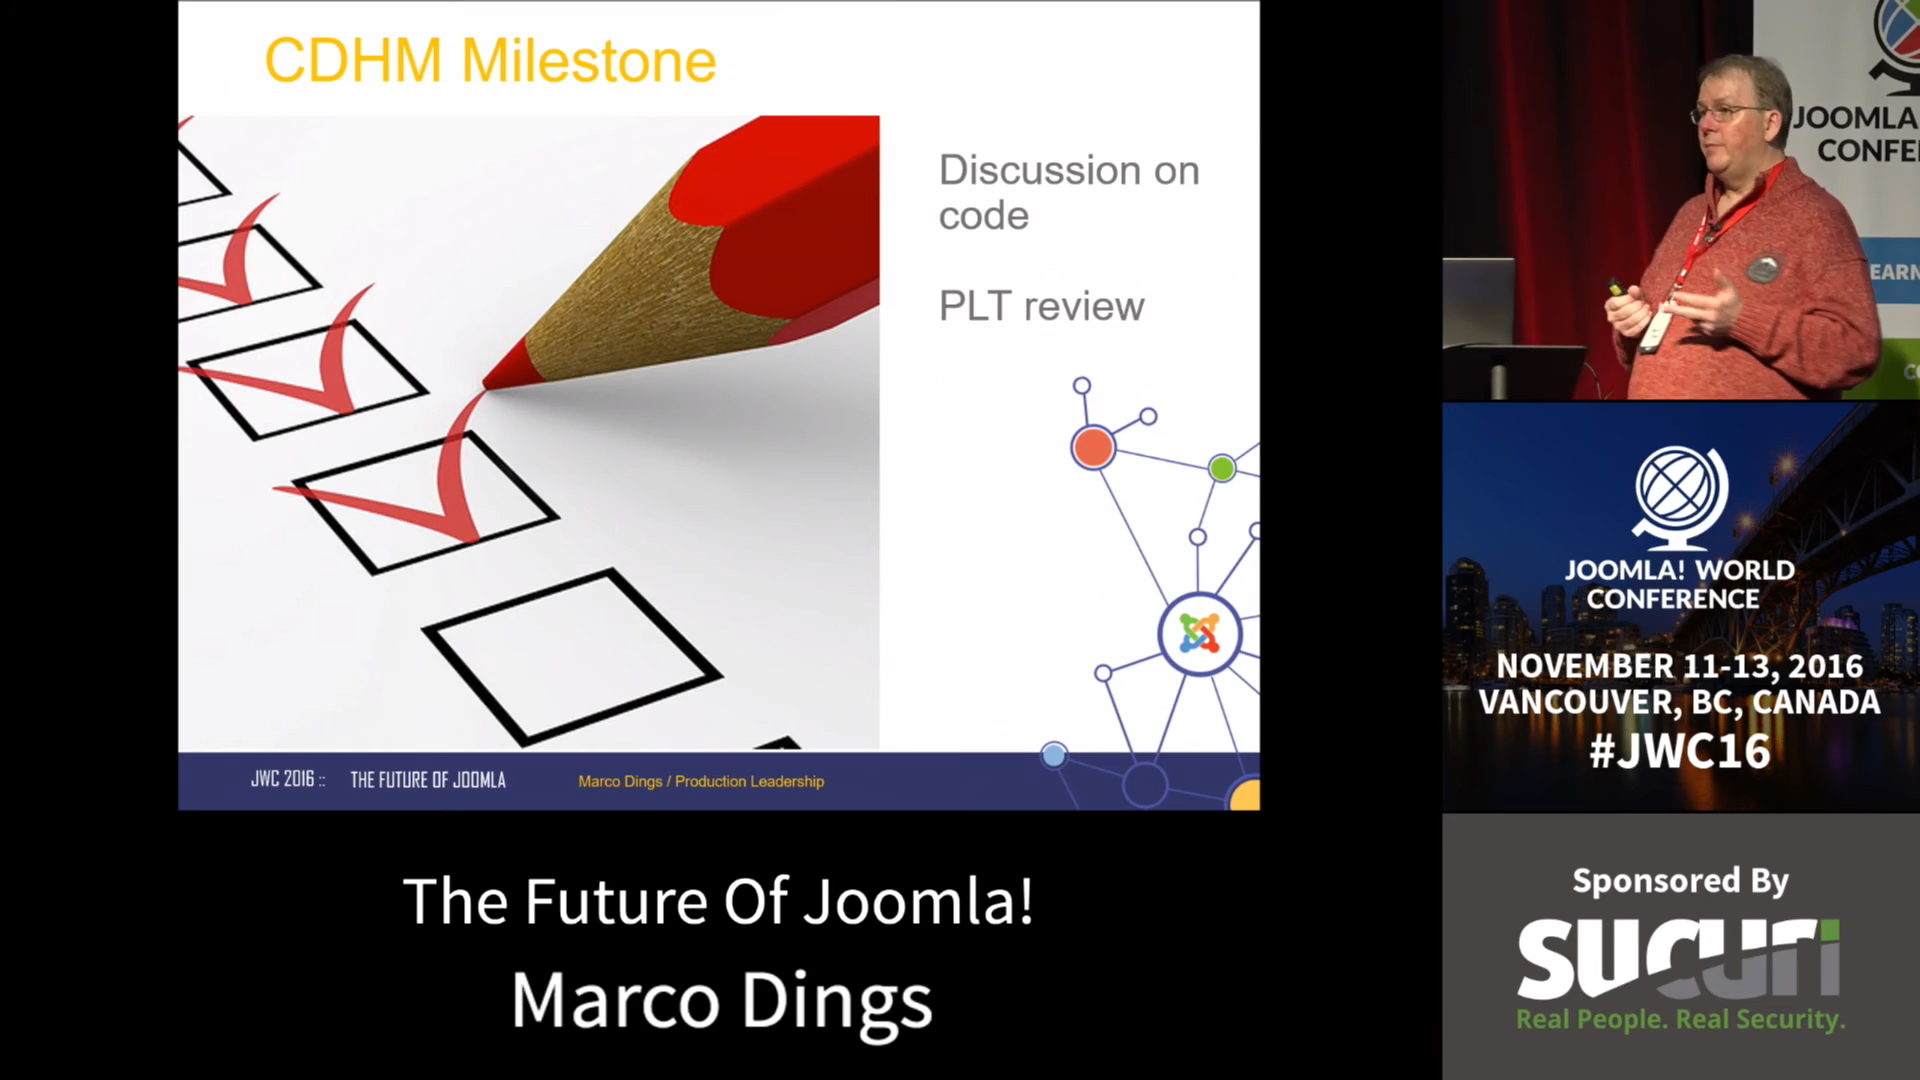 CDHM Milestone
Discussion on
code
PLT review
JWC 2016 :: THE FUTURE OF JOOMLA Marco Dings / Production Leadership
The Future Of Joomla!
Marco Dings
JOOMLA
CONFE
EARN
JOOMLA! WORLD
CONFERENCE
NOVEMBER 11-13, 2016
VANCOUVER, BC, CANADA
#JWC16
Sponsored By
SUCURi
Real People. Real Security.